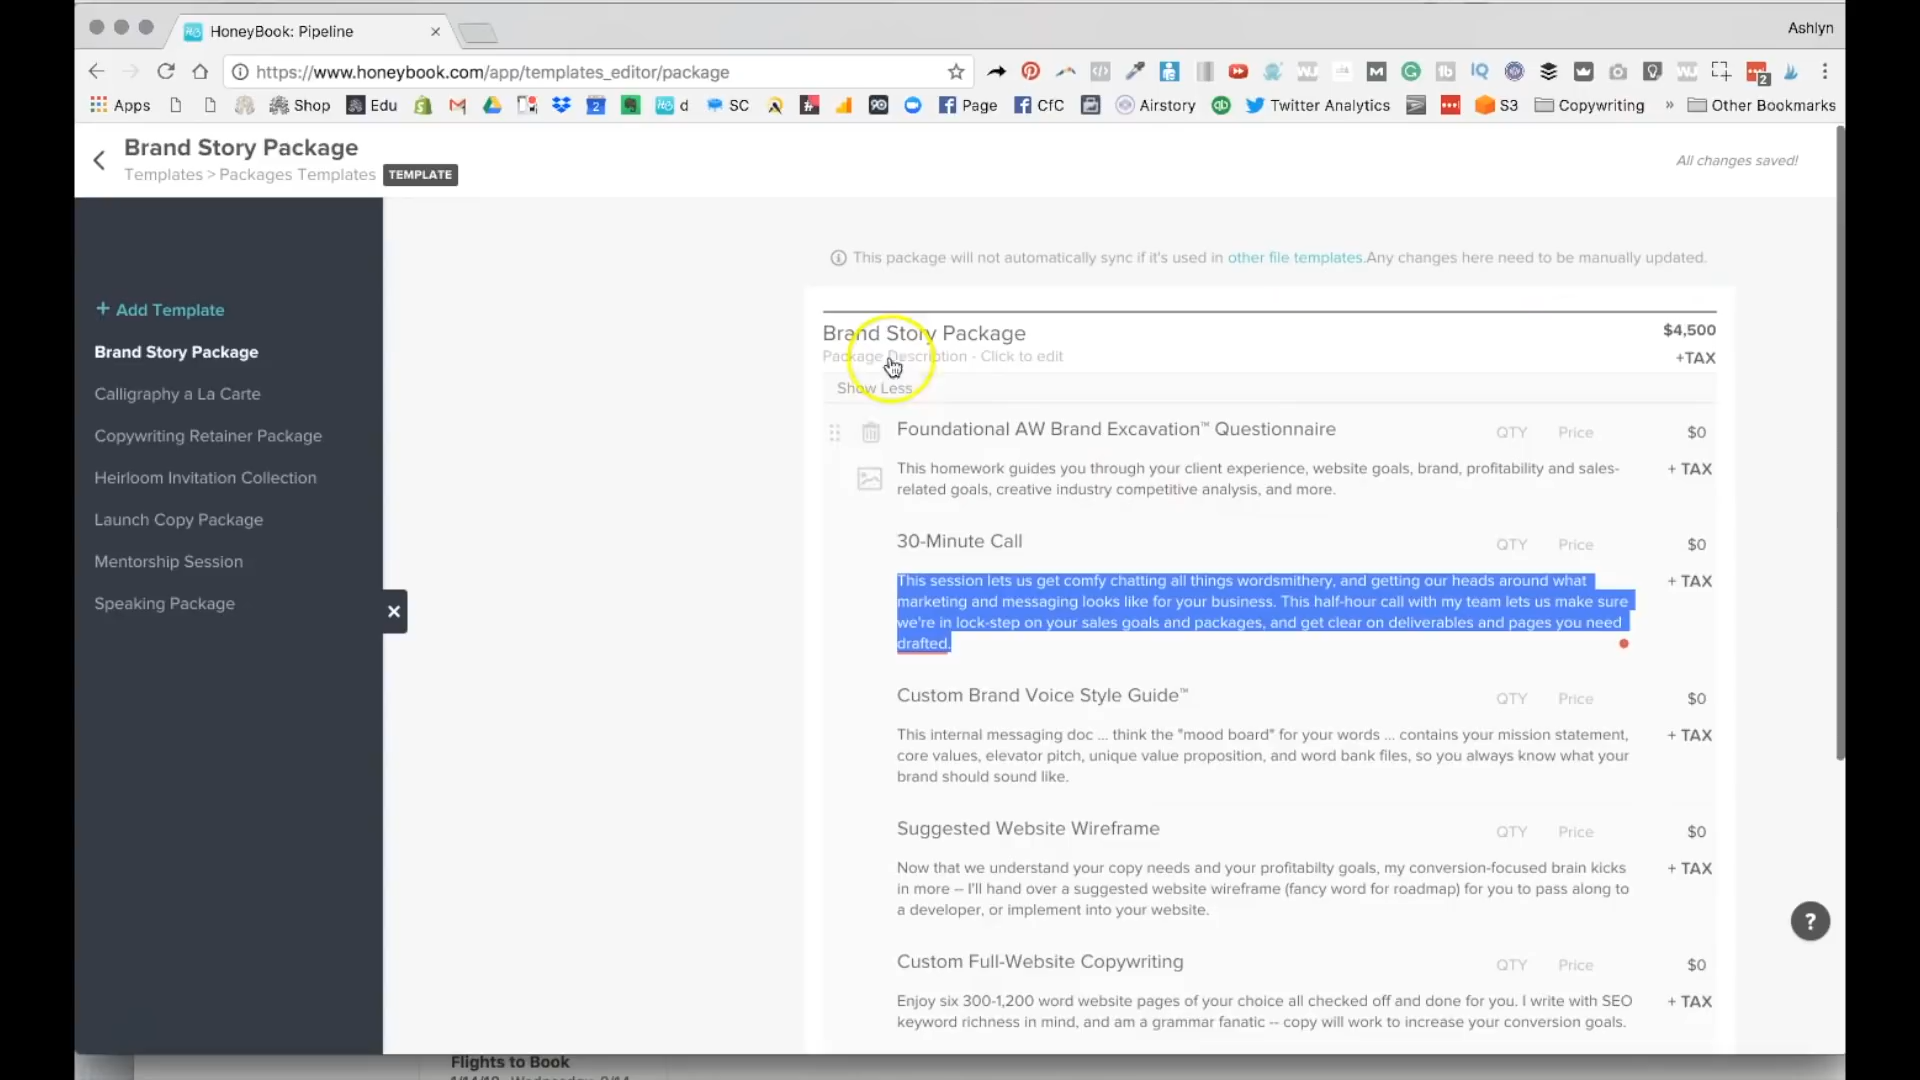 HoneyBook: Pipeline
Ashlyn
https://www.honeybook.com/app/templates_editor/package
Apps Shop Edu d SC Page CfC Airstory Twitter Analytics S3 Copywriting » Other Bookmarks
Brand Story Package
Templates > Packages Templates TEMPLATE
All changes saved!
This package will not automatically sync if it's used in other file templates.Any changes here need to be manually updated.
+ Add Template
Brand Story Package
Calligraphy a La Carte
Copywriting Retainer Package
Heirloom Invitation Collection
Launch Copy Package
Mentorship Session
Speaking Package
Brand Story Package $4,500
Package Description - Click to edit +TAX
Show Less
Foundational AW Brand Excavation™ Questionnaire QTY Price $0
This homework guides you through your client experience, website goals, brand, profitability and sales- + TAX
related goals, creative industry competitive analysis, and more.
30-Minute Call QTY Price $0
This session lets us get comfy chatting all things wordsmithery, and getting our heads around what + TAX
marketing and messaging looks like for your business. This half-hour call with my team lets us make sure
we're in lock-step on your sales goals and packages, and get clear on deliverables and pages you need
drafted.
Custom Brand Voice Style Guide™ QTY Price $0
This internal messaging doc ... think the "mood board" for your words ... contains your mission statement, + TAX
core values, elevator pitch, unique value proposition, and word bank files, so you always know what your
brand should sound like.
Suggested Website Wireframe QTY Price $0
Now that we understand your copy needs and your profitabilty goals, my conversion-focused brain kicks + TAX
in more – I'll hand over a suggested website wireframe (fancy word for roadmap) for you to pass along to
a developer, or implement into your website.
Custom Full-Website Copywriting QTY Price $0
Enjoy six 300-1,200 word website pages of your choice all checked off and done for you. I write with SEO + TAX
keyword richness in mind, and am a grammar fanatic -- copy will work to increase your conversion goals.
?
Flights to Book